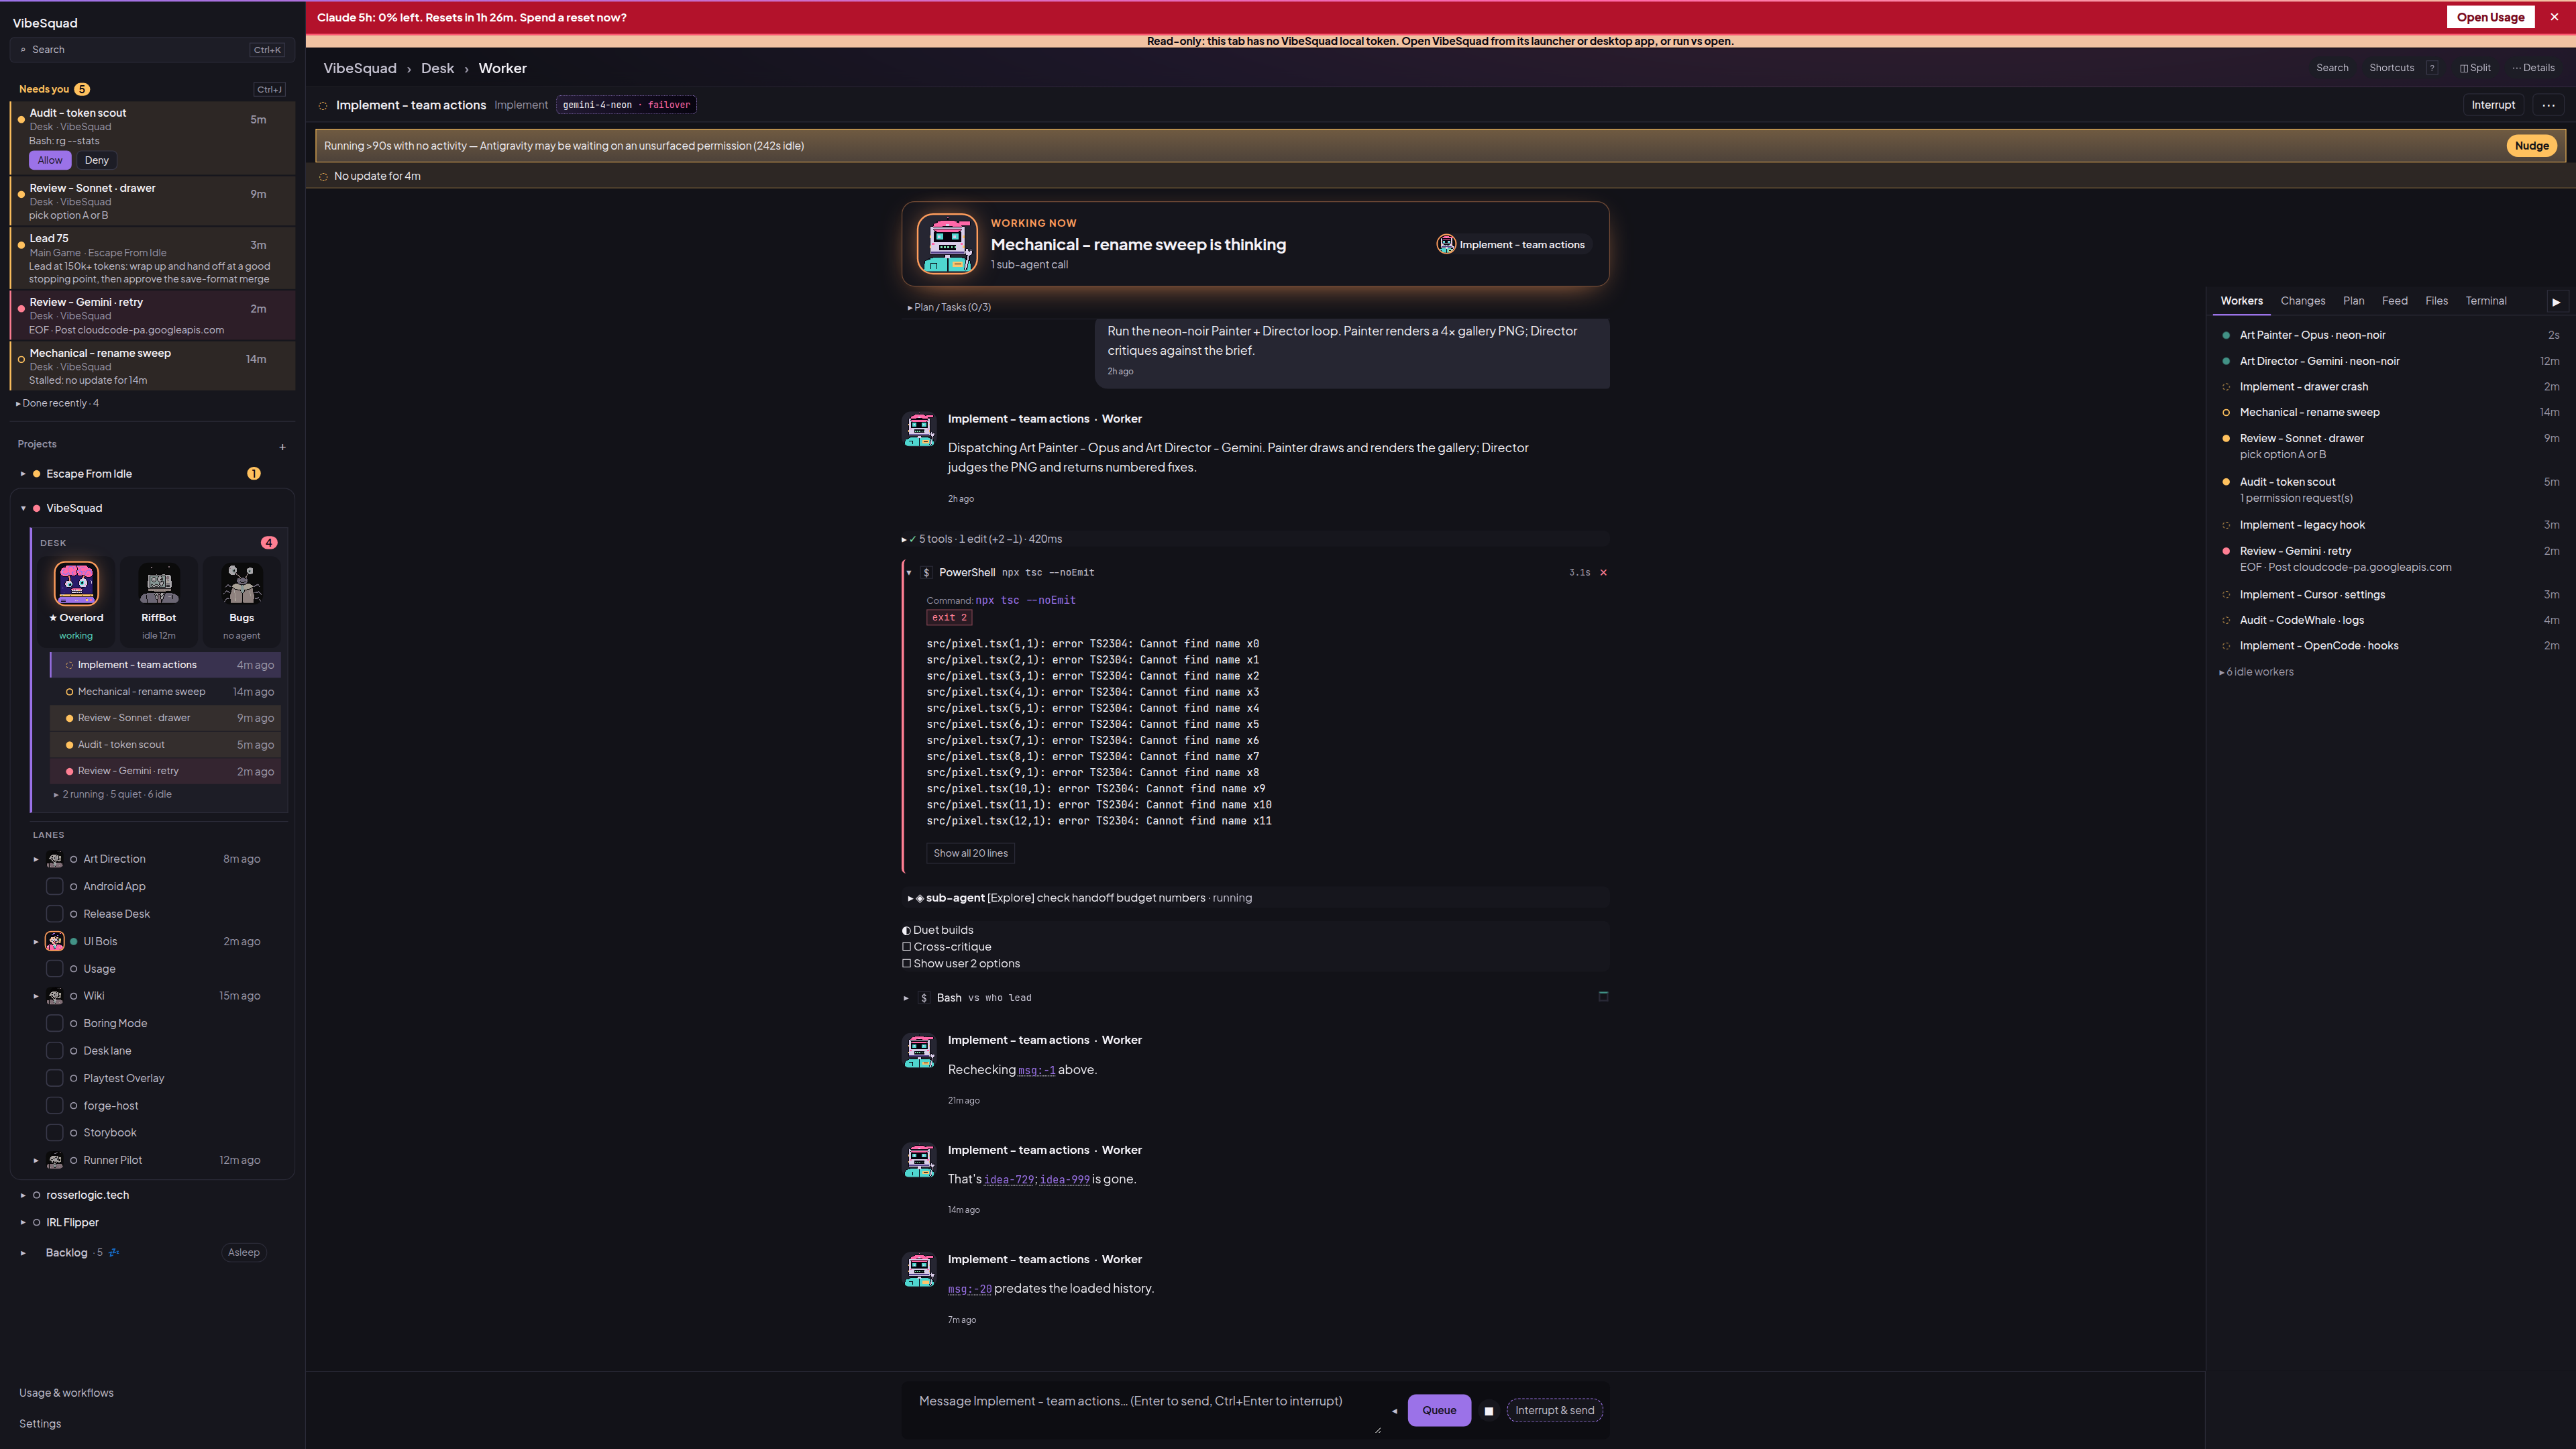 VibeSquad
Search
Ctrl+K
Needs you 5
Ctrl+J
Audit - token scout
5m
Desk · VibeSquad
Bash: rg --stats
Allow
Deny
Review - Sonnet · drawer
9m
Desk · VibeSquad
pick option A or B
Lead 75
3m
Main Game · Escape From Idle
Lead at 150k+ tokens: wrap up and hand off at a good
stopping point, then approve the save-format merge
Review - Gemini · retry
2m
Desk · VibeSquad
EOF · Post cloudcode-pa.googleapis.com
Mechanical - rename sweep
14m
Desk · VibeSquad
Stalled: no update for 14m
Done recently · 4
Projects
+
Escape From Idle
1
VibeSquad
DESK
4
★ Overlord
working
RiffBot
idle 12m
Bugs
no agent
Implement - team actions 4m ago
Mechanical - rename sweep 14m ago
Review - Sonnet · drawer 9m ago
Audit - token scout 5m ago
Review - Gemini · retry 2m ago
2 running · 5 quiet · 6 idle
LANES
Art Direction 8m ago
Android App
Release Desk
UI Bois 2m ago
Usage
Wiki 15m ago
Boring Mode
Desk lane
Playtest Overlay
forge-host
Storybook
Runner Pilot 12m ago
rosserlogic.tech
IRL Flipper
Backlog · 5 💤 Asleep
Usage & workflows
Settings
Claude 5h: 0% left. Resets in 1h 26m. Spend a reset now?
Open Usage ✕
Read-only: this tab has no VibeSquad local token. Open VibeSquad from its launcher or desktop app, or run vs open.
VibeSquad › Desk › Worker
Search Shortcuts ? Split ··· Details
Implement - team actions Implement gemini-4-neon · failover
Interrupt ···
Running >90s with no activity — Antigravity may be waiting on an unsurfaced permission (242s idle)
Nudge
No update for 4m
WORKING NOW
Mechanical - rename sweep is thinking
1 sub-agent call
Implement - team actions
Plan / Tasks (0/3)
Run the neon-noir Painter + Director loop. Painter renders a 4× gallery PNG; Director
critiques against the brief.
2h ago
Implement - team actions · Worker
Dispatching Art Painter - Opus and Art Director - Gemini. Painter draws and renders the gallery; Director
judges the PNG and returns numbered fixes.
2h ago
✓ 5 tools · 1 edit (+2 −1) · 420ms
$ PowerShell npx tsc --noEmit 3.1s ✕
Command: npx tsc --noEmit
exit 2
src/pixel.tsx(1,1): error TS2304: Cannot find name x0
src/pixel.tsx(2,1): error TS2304: Cannot find name x1
src/pixel.tsx(3,1): error TS2304: Cannot find name x2
src/pixel.tsx(4,1): error TS2304: Cannot find name x3
src/pixel.tsx(5,1): error TS2304: Cannot find name x4
src/pixel.tsx(6,1): error TS2304: Cannot find name x5
src/pixel.tsx(7,1): error TS2304: Cannot find name x6
src/pixel.tsx(8,1): error TS2304: Cannot find name x7
src/pixel.tsx(9,1): error TS2304: Cannot find name x8
src/pixel.tsx(10,1): error TS2304: Cannot find name x9
src/pixel.tsx(11,1): error TS2304: Cannot find name x10
src/pixel.tsx(12,1): error TS2304: Cannot find name x11
Show all 20 lines
sub-agent [Explore] check handoff budget numbers · running
◐ Duet builds
☐ Cross-critique
☐ Show user 2 options
$ Bash vs who lead
Implement - team actions · Worker
Rechecking msg:-1 above.
21m ago
Implement - team actions · Worker
That's idea-729; idea-999 is gone.
14m ago
Implement - team actions · Worker
msg:-20 predates the loaded history.
7m ago
Message Implement - team actions… (Enter to send, Ctrl+Enter to interrupt)
Queue
Interrupt & send
Workers Changes Plan Feed Files Terminal
Art Painter - Opus · neon-noir 2s
Art Director - Gemini · neon-noir 12m
Implement - drawer crash 2m
Mechanical - rename sweep 14m
Review - Sonnet · drawer 9m
pick option A or B
Audit - token scout 5m
1 permission request(s)
Implement - legacy hook 3m
Review - Gemini · retry 2m
EOF · Post cloudcode-pa.googleapis.com
Implement - Cursor · settings 3m
Audit - CodeWhale · logs 4m
Implement - OpenCode · hooks 2m
6 idle workers